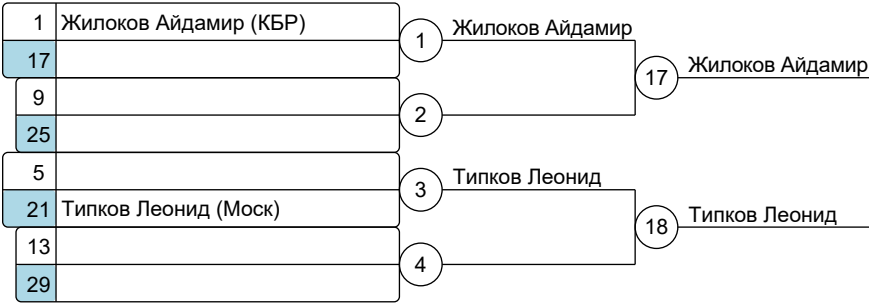 1 Жилоков Айдамир (КБР)
17
9
25
5
21 Типков Леонид (Моск)
13
29
1
2
3
4
Жилоков Айдамир
Типков Леонид
17
18
Жилоков Айдамир
Типков Леонид